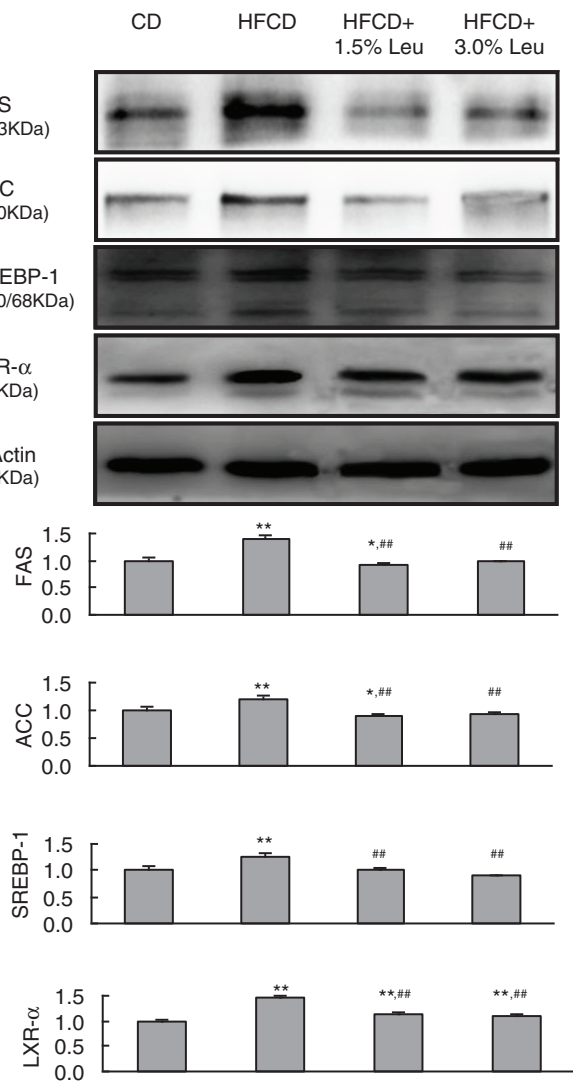 CD HFCD HFCD+ HFCD+
1.5% Leu 3.0% Leu
S
3KDa)
C
0KDa)
EBP-1
0/68KDa)
R-α
KDa)
Actin
KDa)
FAS
1.5
1.0
0.5
0.0
** *,## ##
ACC
1.5
1.0
0.5
0.0
** *,## ##
SREBP-1
1.5
1.0
0.5
0.0
** ## ##
LXR-α
1.5
1.0
0.5
0.0
** **,## **,##